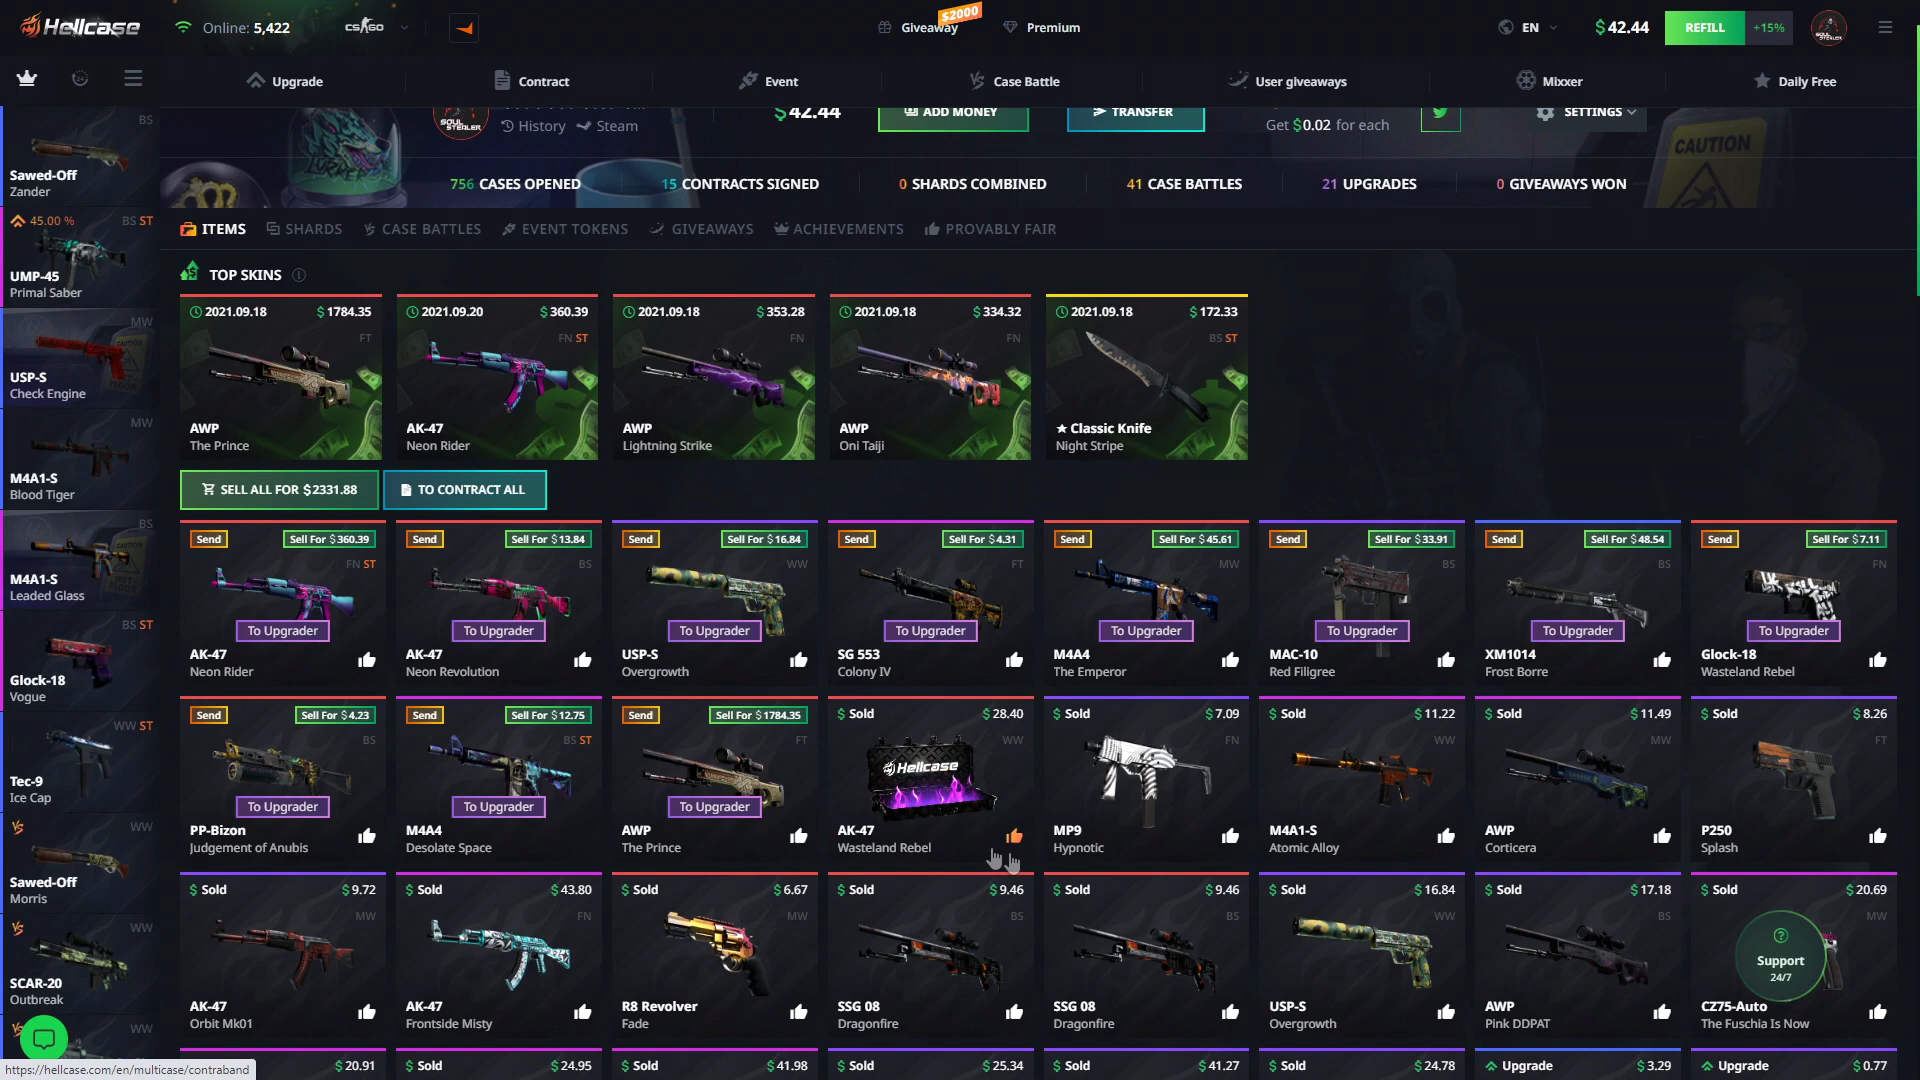 Hellcase
Online: 5,422
CS:GO
Giveaway
$2000
Premium
EN
$42.44
REFILL
+15%
Upgrade
Contract
Event
Case Battle
User giveaways
Mixxer
Daily Free
History
Steam
$42.44
ADD MONEY
TRANSFER
Get $0.02 for each
SETTINGS
CAUTION
756 CASES OPENED
15 CONTRACTS SIGNED
0 SHARDS COMBINED
41 CASE BATTLES
21 UPGRADES
0 GIVEAWAYS WON
ITEMS
SHARDS
CASE BATTLES
EVENT TOKENS
GIVEAWAYS
ACHIEVEMENTS
PROVABLY FAIR
BS
Sawed-Off
Zander
45.00 %
BS ST
UMP-45
Primal Saber
MW
USP-S
Check Engine
MW
M4A1-S
Blood Tiger
BS
M4A1-S
Leaded Glass
BS ST
Glock-18
Vogue
WW ST
Tec-9
Ice Cap
WW
Sawed-Off
Morris
WW
SCAR-20
Outbreak
WW
TOP SKINS
2021.09.18 $1784.35
FT
AWP
The Prince
2021.09.20 $360.39
FN ST
AK-47
Neon Rider
2021.09.18 $353.28
FN
AWP
Lightning Strike
2021.09.18 $334.32
FN
AWP
Oni Taiji
2021.09.18 $172.33
BS ST
★ Classic Knife
Night Stripe
SELL ALL FOR $2331.88
TO CONTRACT ALL
Send Sell For $360.39
FN ST
To Upgrader
AK-47
Neon Rider
Send Sell For $13.84
BS
To Upgrader
AK-47
Neon Revolution
Send Sell For $16.84
WW
To Upgrader
USP-S
Overgrowth
Send Sell For $4.31
FT
To Upgrader
SG 553
Colony IV
Send Sell For $45.61
MW
To Upgrader
M4A4
The Emperor
Send Sell For $33.91
BS
To Upgrader
MAC-10
Red Filigree
Send Sell For $48.54
BS
To Upgrader
XM1014
Frost Borre
Send Sell For $7.11
FN
To Upgrader
Glock-18
Wasteland Rebel
Send Sell For $4.23
BS
To Upgrader
PP-Bizon
Judgement of Anubis
Send Sell For $12.75
BS ST
To Upgrader
M4A4
Desolate Space
Send Sell For $1784.35
FT
To Upgrader
AWP
The Prince
$ Sold $28.40
WW
Hellcase
AK-47
Wasteland Rebel
$ Sold $7.09
FN
MP9
Hypnotic
$ Sold $11.22
WW
M4A1-S
Atomic Alloy
$ Sold $11.49
MW
AWP
Corticera
$ Sold $8.26
FT
P250
Splash
$ Sold $9.72
MW
AK-47
Orbit Mk01
$ Sold $43.80
FN
AK-47
Frontside Misty
$ Sold $6.67
MW
R8 Revolver
Fade
$ Sold $9.46
BS
SSG 08
Dragonfire
$ Sold $9.46
BS
SSG 08
Dragonfire
$ Sold $16.84
WW
USP-S
Overgrowth
$ Sold $17.18
BS
AWP
Pink DDPAT
$ Sold $20.69
MW
CZ75-Auto
The Fuschia Is Now
Support
24/7
$20.91
$ Sold $24.95
$ Sold $41.98
$ Sold $25.34
$ Sold $41.27
$ Sold $24.78
Upgrade $3.29
Upgrade $0.77
https://hellcase.com/en/multicase/contraband